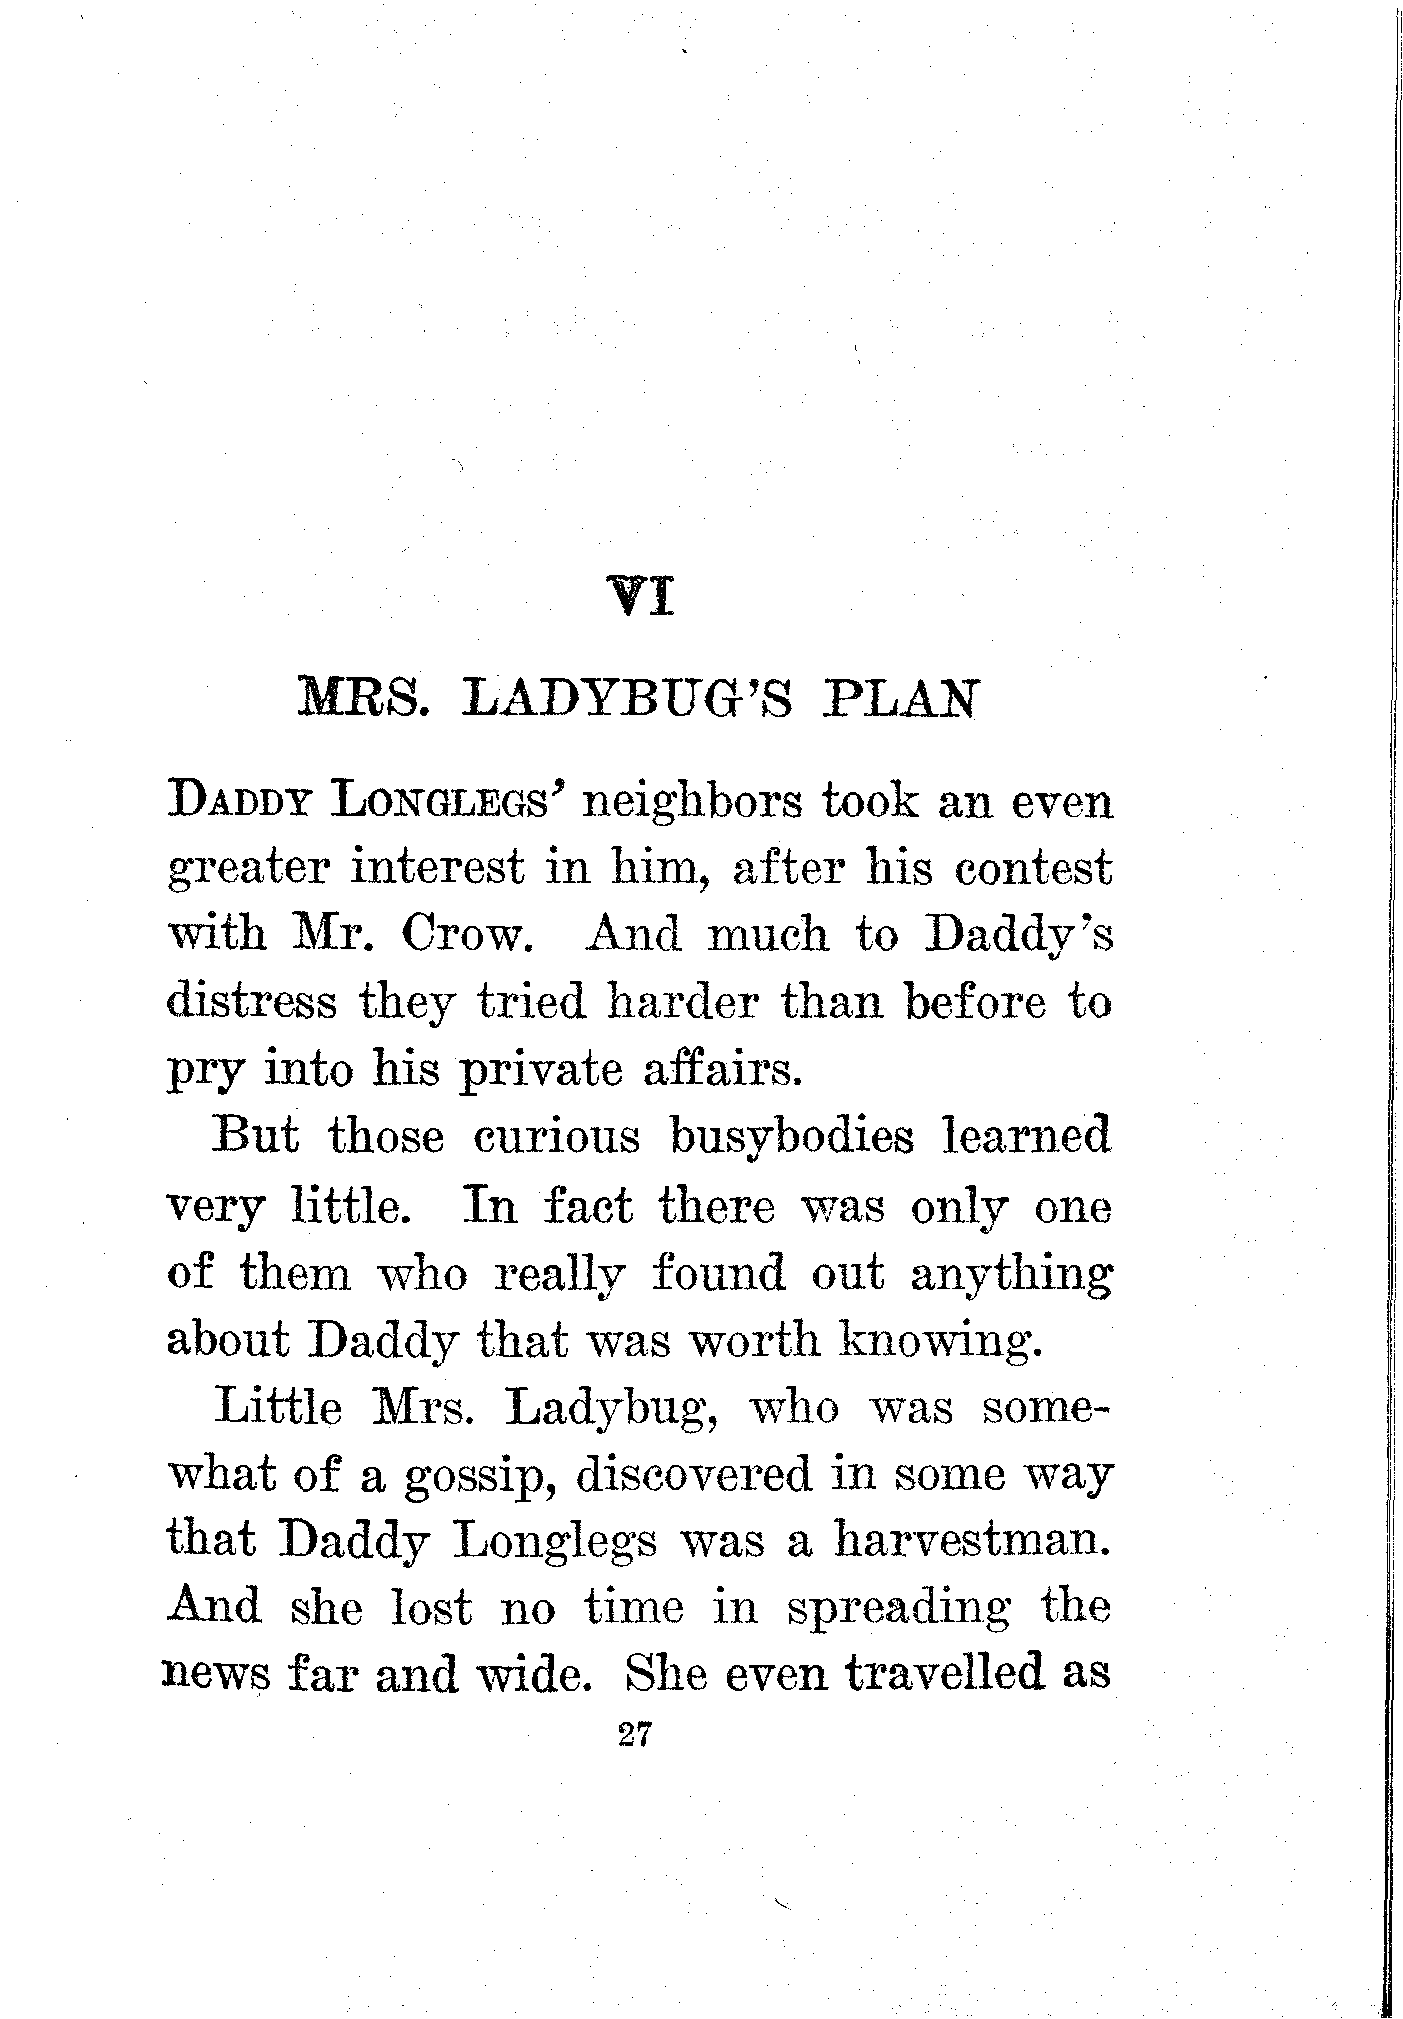 VI
MRS. LADYBUG'S PLAN
DADDY LONGLEGS' neighbors took an even
greater interest in him, after his contest
with Mr. Crow. And much to Daddy's
distress they tried harder than before to
pry into his private affairs.
But those curious busybodies learned
very little. In fact there was only one
of them who really found out anything
about Daddy that was worth knowing.
Little Mrs. Ladybug, who was some-
what of a gossip, discovered in some way
that Daddy Longlegs was a harvestman.
And she lost no time in spreading the
news far and wide. She even travelled as
27